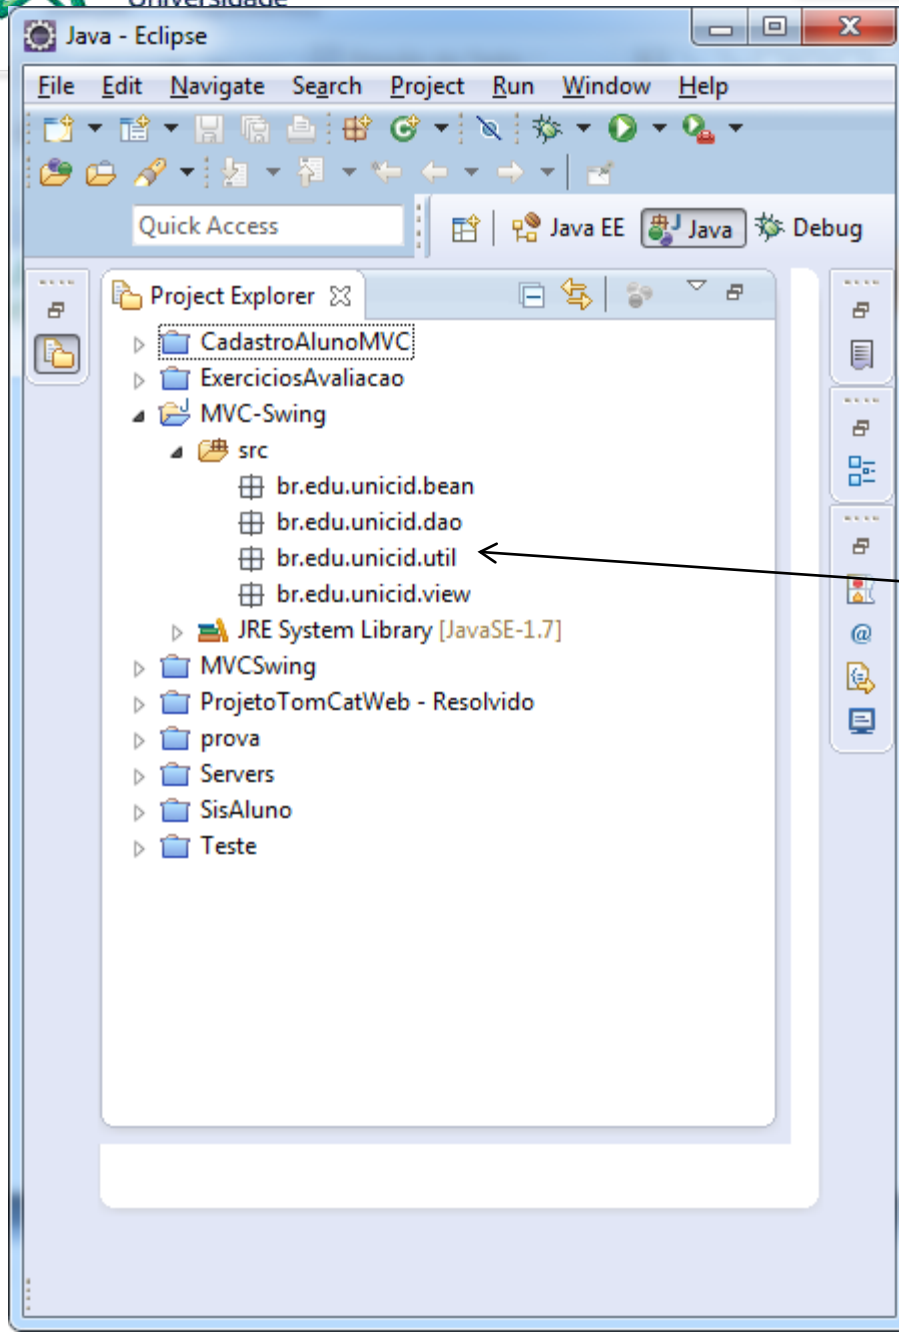 Universidade
Java - Eclipse
File Edit Navigate Search Project Run Window Help
Quick Access Java EE Java Debug
Project Explorer
CadastroAlunoMVC
ExerciciosAvaliacao
MVC-Swing
src
br.edu.unicid.bean
br.edu.unicid.dao
br.edu.unicid.util
br.edu.unicid.view
JRE System Library [JavaSE-1.7]
MVCSwing
ProjetoTomCatWeb - Resolvido
prova
Servers
SisAluno
Teste